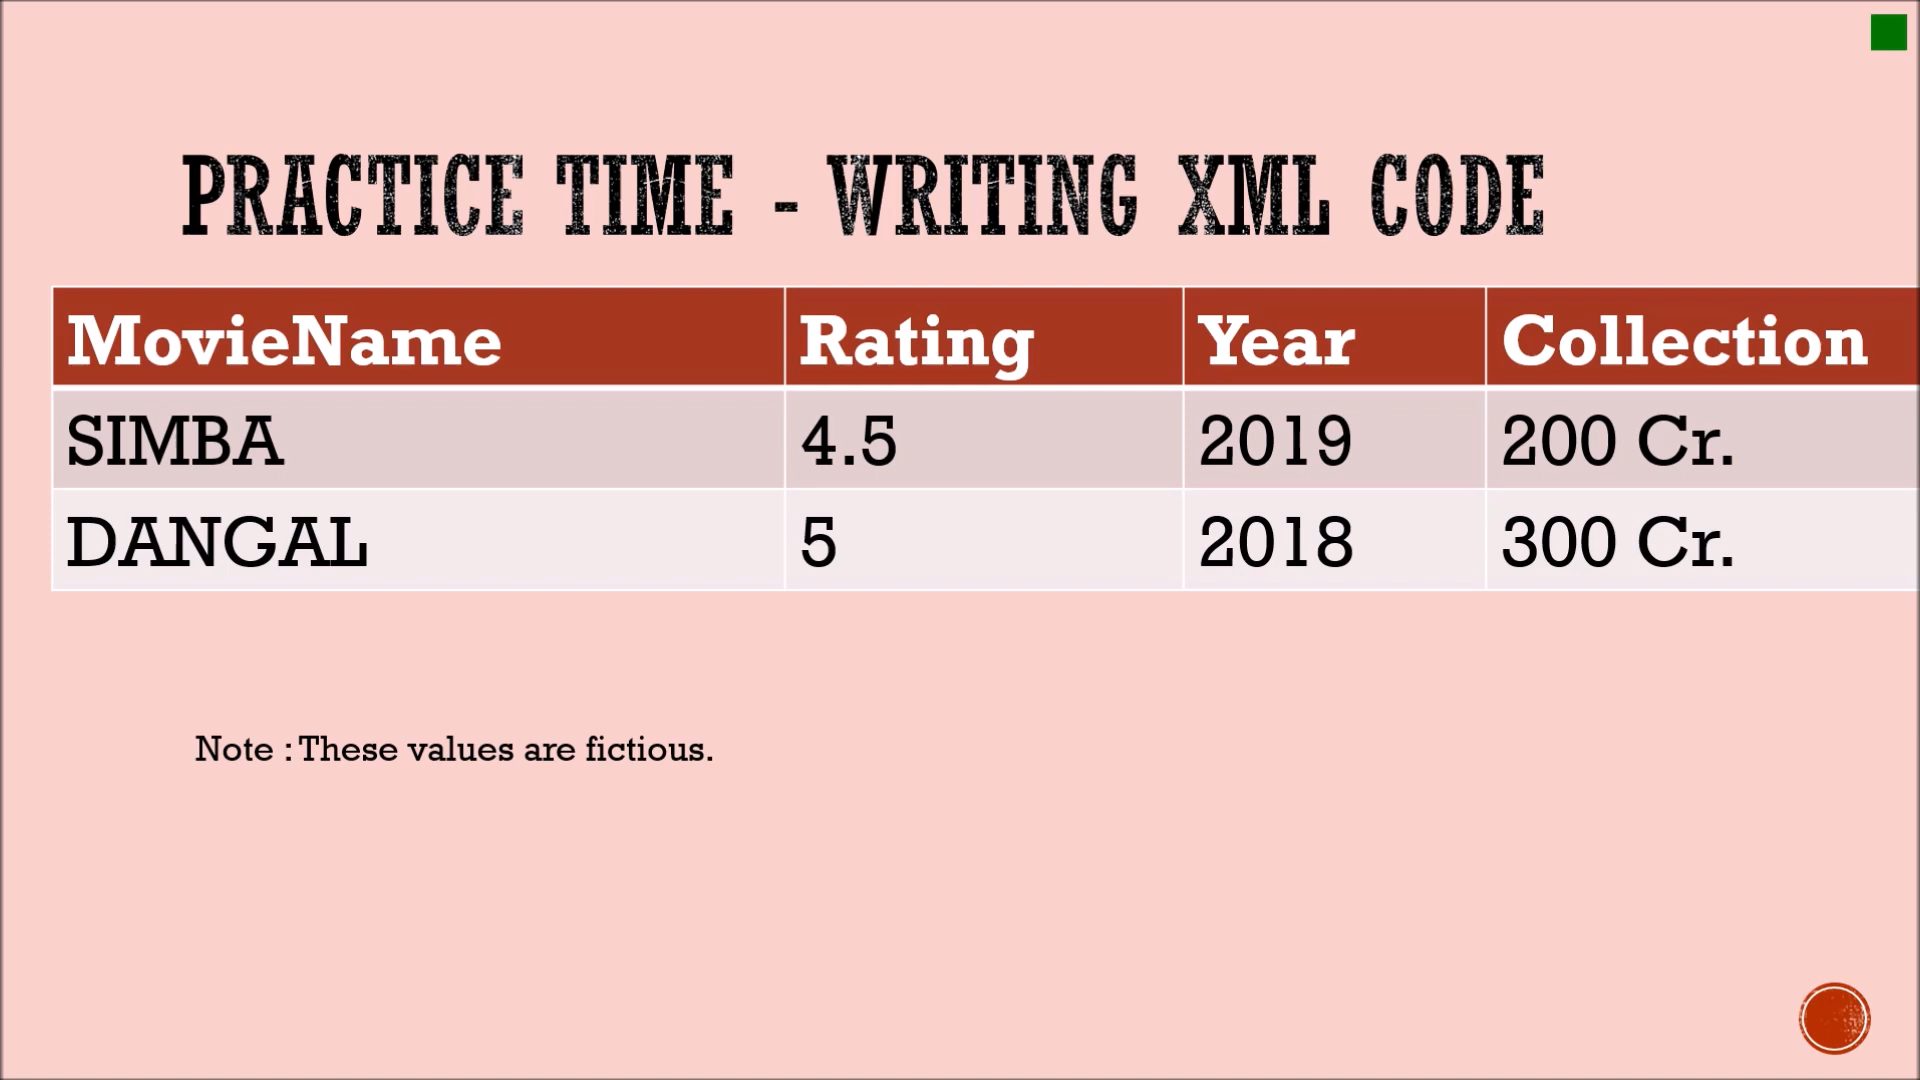 PRACTICE TIME - WRITING XML CODE
MovieName Rating Year Collection
SIMBA 4.5 2019 200 Cr.
DANGAL 5 2018 300 Cr.
Note : These values are fictious.